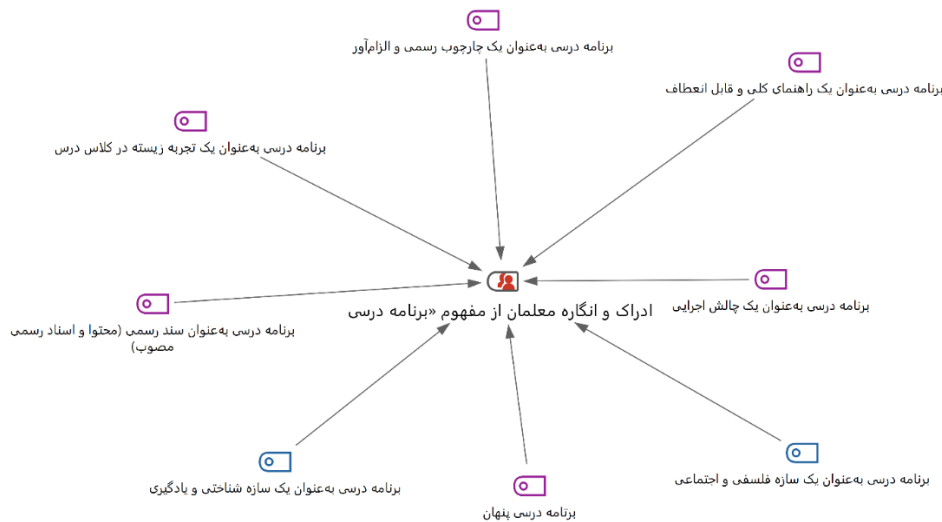 برنامه درسی به‌عنوان یک چارچوب رسمی و الزام‌آور
برنامه درسی به‌عنوان یک راهنمای کلی و قابل انعطاف
برنامه درسی به‌عنوان یک تجربه زیسته در کلاس درس
برنامه درسی به‌عنوان یک چالش اجرایی
ادراک و انگاره معلمان از مفهوم «برنامه درسی
برنامه درسی به‌عنوان سند رسمی (محتوا و اسناد رسمی
مصوب)
برنامه درسی به‌عنوان یک سازه فلسفی و اجتماعی
برنامه درسی به‌عنوان یک سازه شناختی و یادگیری
برنامه درسی پنهان